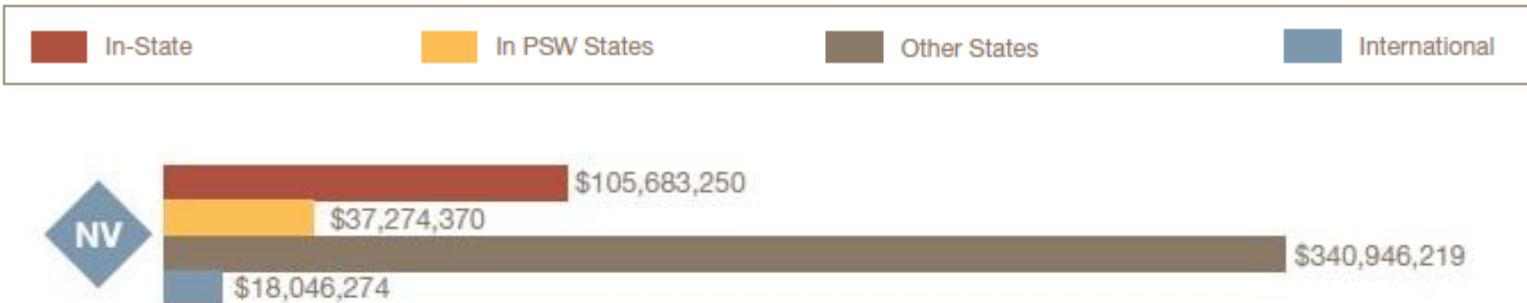 In-State In PSW States Other States International
$105,683,250
$37,274,370
NV
$340,946,219
$18,046,274